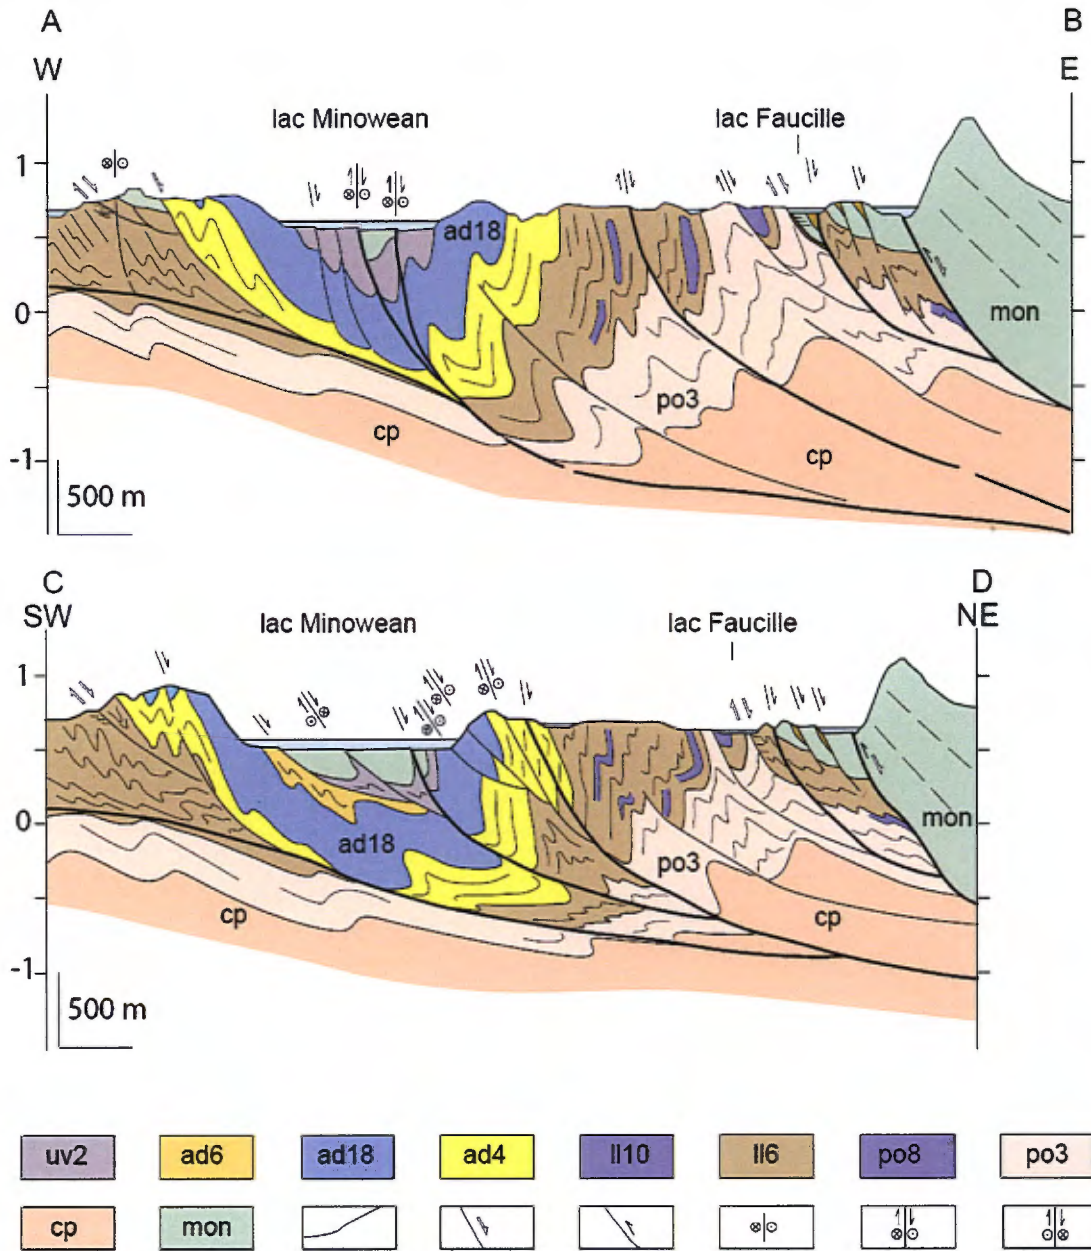 A B
W E
lac Minowean lac Faucille
1
ad18
0
mon
po3
cp cp
-1
500 m
C D
SW NE
lac Minowean lac Faucille
1
0
ad18 mon
po3
cp cp
-1
500 m
uv2 ad6 ad18 ad4 ll10 ll6 po8 po3
cp mon